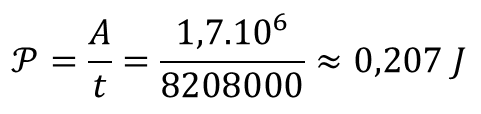 𝒫 = A/t = 1,7.10⁶/8208000 ≈ 0,207 J